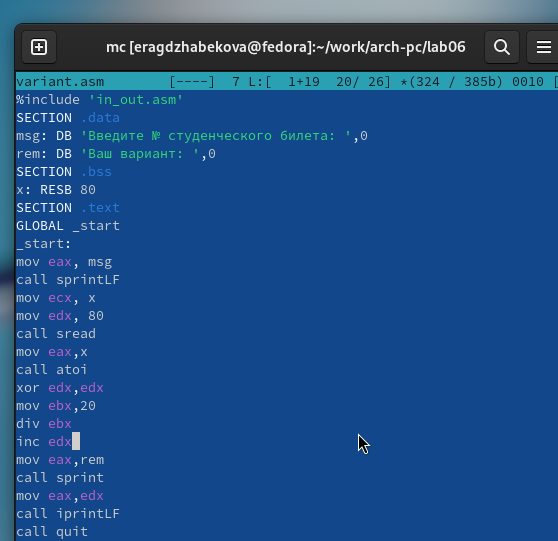 mc [eragdzhabekova@fedora]:~/work/arch-pc/lab06
variant.asm [----] 7 L:[ 1+19 20/ 26] *(324 / 385b) 0010
%include 'in_out.asm'
SECTION .data
msg: DB 'Введите № студенческого билета: ',0
rem: DB 'Ваш вариант: ',0
SECTION .bss
x: RESB 80
SECTION .text
GLOBAL _start
_start:
mov eax, msg
call sprintLF
mov ecx, x
mov edx, 80
call sread
mov eax,x
call atoi
xor edx,edx
mov ebx,20
div ebx
inc edx
mov eax,rem
call sprint
mov eax,edx
call iprintLF
call quit